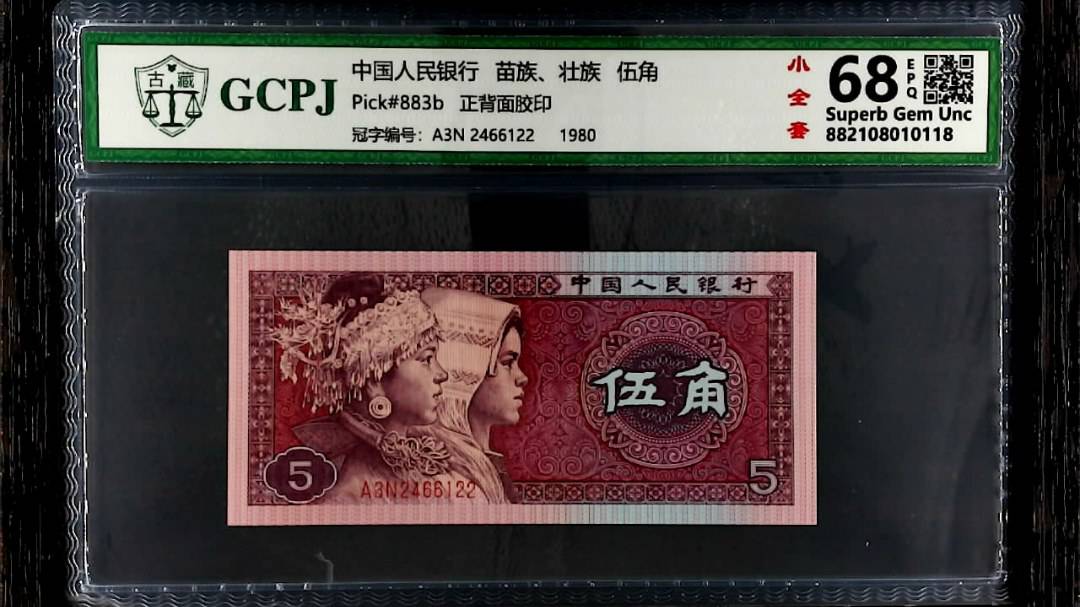 古藏
GCPJ
中国人民银行 苗族、壮族 伍角
Pick#883b 正背面胶印
冠字编号：A3N 2466122 1980
小全套
68 EPQ
Superb Gem Unc
882108010118
中国人民银行
伍角
5
A3N2466122
5